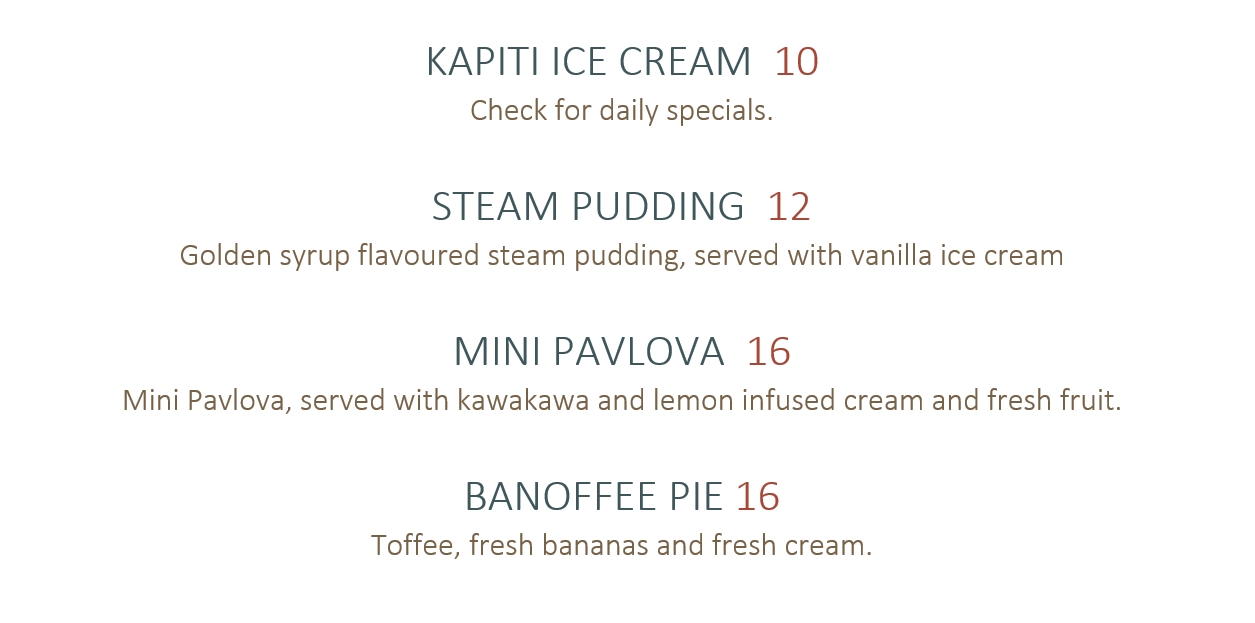 KAPITI ICE CREAM 10
Check for daily specials.
STEAM PUDDING 12
Golden syrup flavoured steam pudding, served with vanilla ice cream
MINI PAVLOVA 16
Mini Pavlova, served with kawakawa and lemon infused cream and fresh fruit.
BANOFFEE PIE 16
Toffee, fresh bananas and fresh cream.